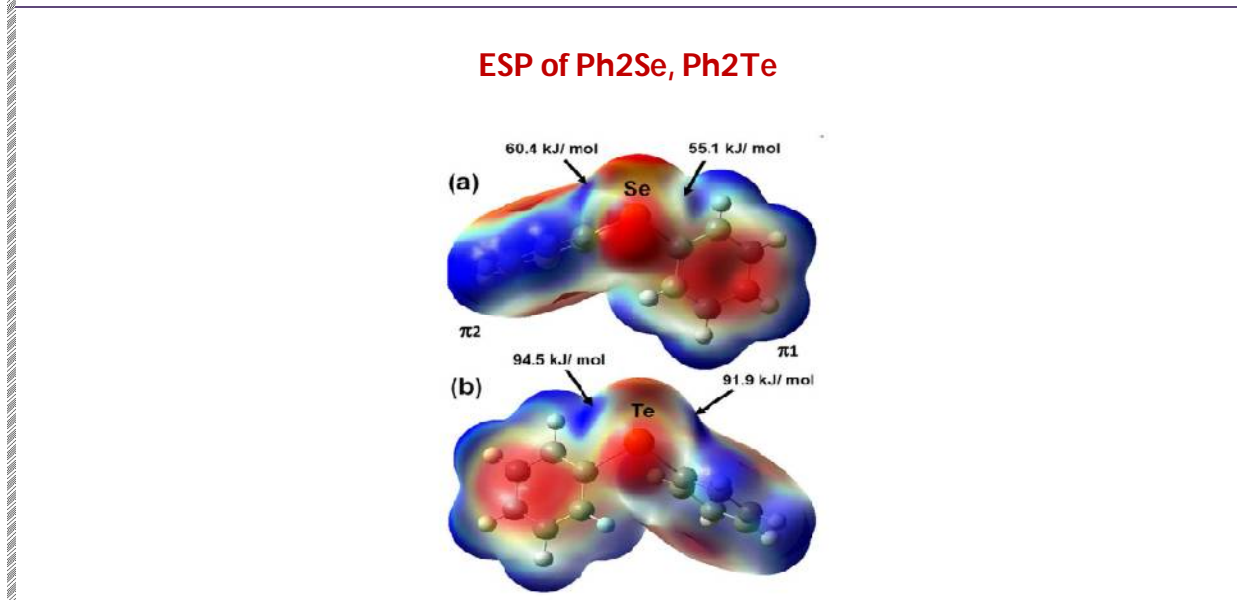 ESP of Ph2Se, Ph2Te
60.4 kJ/ mol 55.1 kJ/ mol
(a) Se
π2 π1
94.5 kJ/ mol 91.9 kJ/ mol
(b) Te